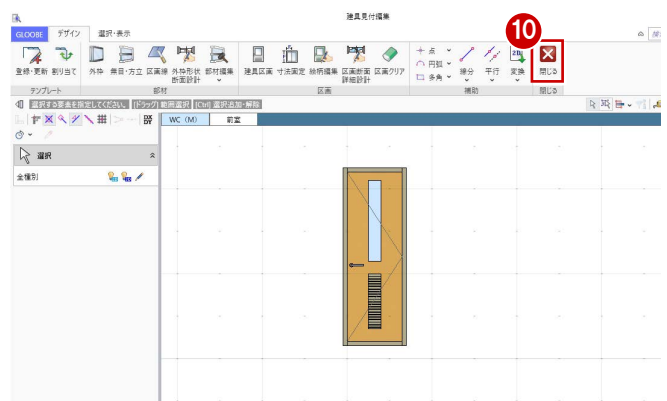 建具見付編集
GLOOBE デザイン 選択・表示
10
登録・更新 割り当て 外枠 無目・方立 区画線 外枠形状 断面設計 部材編集 建具区画 寸法固定 絵柄編集 区画断面 詳細設計 区画クリア 点 円弧 多角 線分 平行 変換 閉じる
テンプレート 部材 区画 補助 閉じる
選択する要素を指定してください。 [ドラッグ] 範囲選択 [Ctrl] 選択追加・解除
WC (M) 前室
選択
全種別